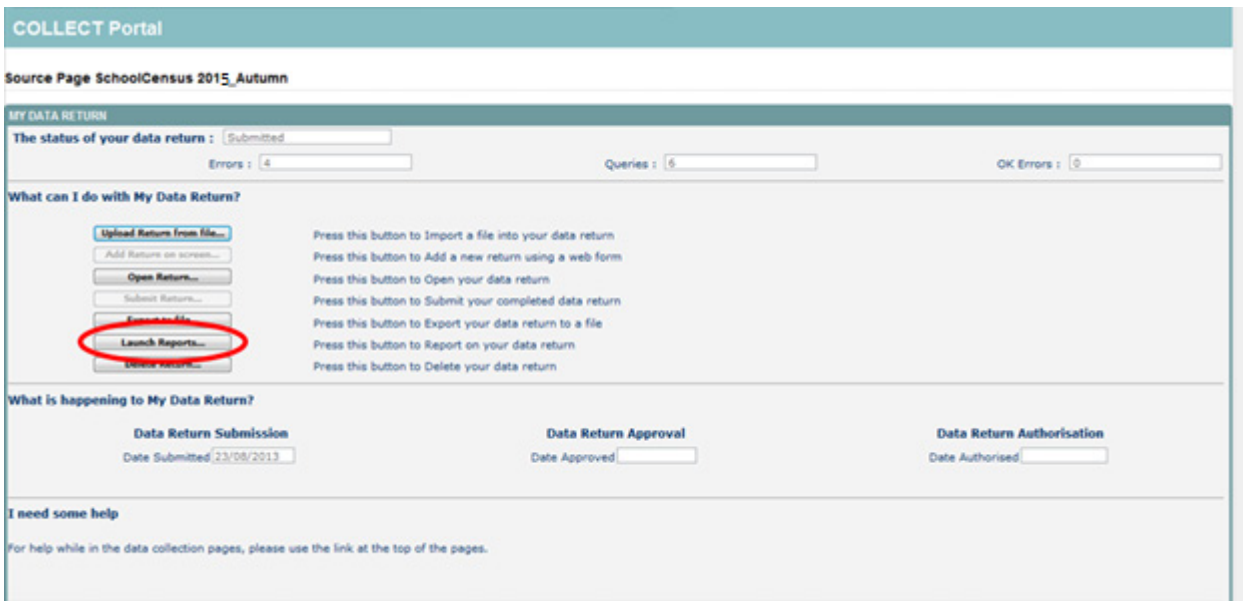 COLLECT Portal
Source Page SchoolCensus 2015_Autumn
MY DATA RETURN
The status of your data return : Submitted
Errors : 4 Queries : 6 OK Errors : 0
What can I do with My Data Return?
Upload Return from file... Press this button to Import a file into your data return
Add Return on screen... Press this button to Add a new return using a web form
Open Return... Press this button to Open your data return
Submit Return... Press this button to Submit your completed data return
Export to file... Press this button to Export your data return to a file
Launch Reports... Press this button to Report on your data return
Delete Return... Press this button to Delete your data return
What is happening to My Data Return?
Data Return Submission Data Return Approval Data Return Authorisation
Date Submitted 23/08/2013 Date Approved Date Authorised
I need some help
For help while in the data collection pages, please use the link at the top of the pages.